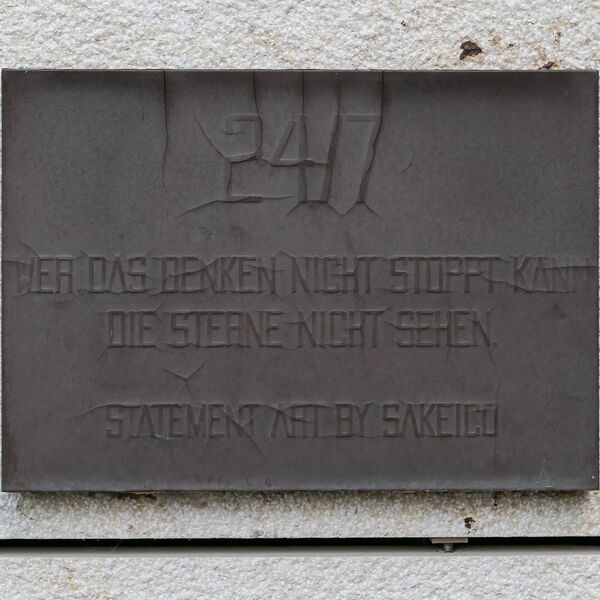 24/7
WER DAS DENKEN NICHT STOPPT KANN
DIE STERNE NICHT SEHEN.
STATEMENT ART BY SAKEICO